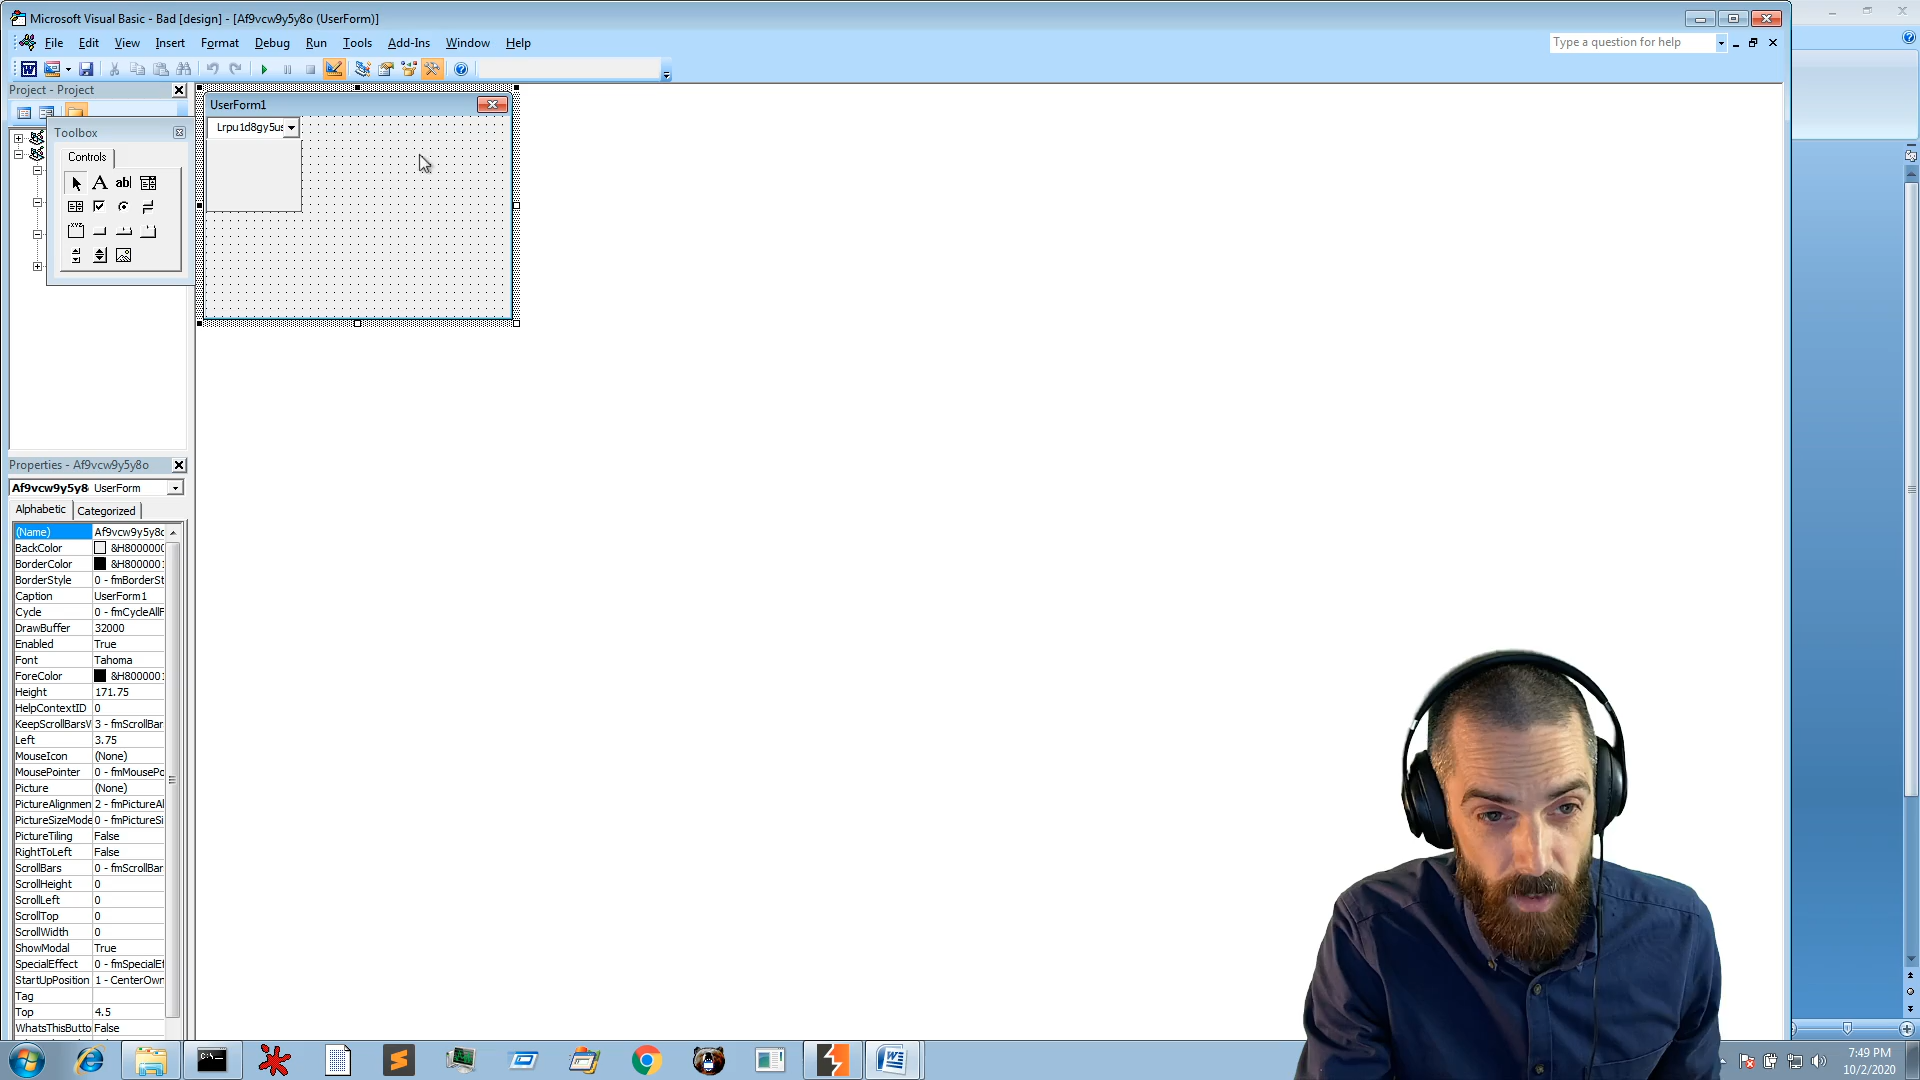 Microsoft Visual Basic - Bad [design] - [Af9vcw9y5y8o (UserForm)]
File Edit View Insert Format Debug Run Tools Add-Ins Window Help
Type a question for help
Project - Project
UserForm1
Toolbox
Lrpu1d8gy5us
Controls
A ab|
XYZ
Properties - Af9vcw9y5y8o
Af9vcw9y5y8 UserForm
Alphabetic Categorized
(Name) Af9vcw9y5y8o
BackColor &H8000000
BorderColor &H8000001
BorderStyle 0 - fmBorderSt
Caption UserForm1
Cycle 0 - fmCycleAllF
DrawBuffer 32000
Enabled True
Font Tahoma
ForeColor &H8000001
Height 171.75
HelpContextID 0
KeepScrollBarsV 3 - fmScrollBar
Left 3.75
MouseIcon (None)
MousePointer 0 - fmMousePo
Picture (None)
PictureAlignmen 2 - fmPictureAl
PictureSizeMode 0 - fmPictureSi
PictureTiling False
RightToLeft False
ScrollBars 0 - fmScrollBar
ScrollHeight 0
ScrollLeft 0
ScrollTop 0
ScrollWidth 0
ShowModal True
SpecialEffect 0 - fmSpecialEf
StartUpPosition 1 - CenterOwn
Tag
Top 4.5
WhatsThisButto False
C:\
7:49 PM
10/2/2020